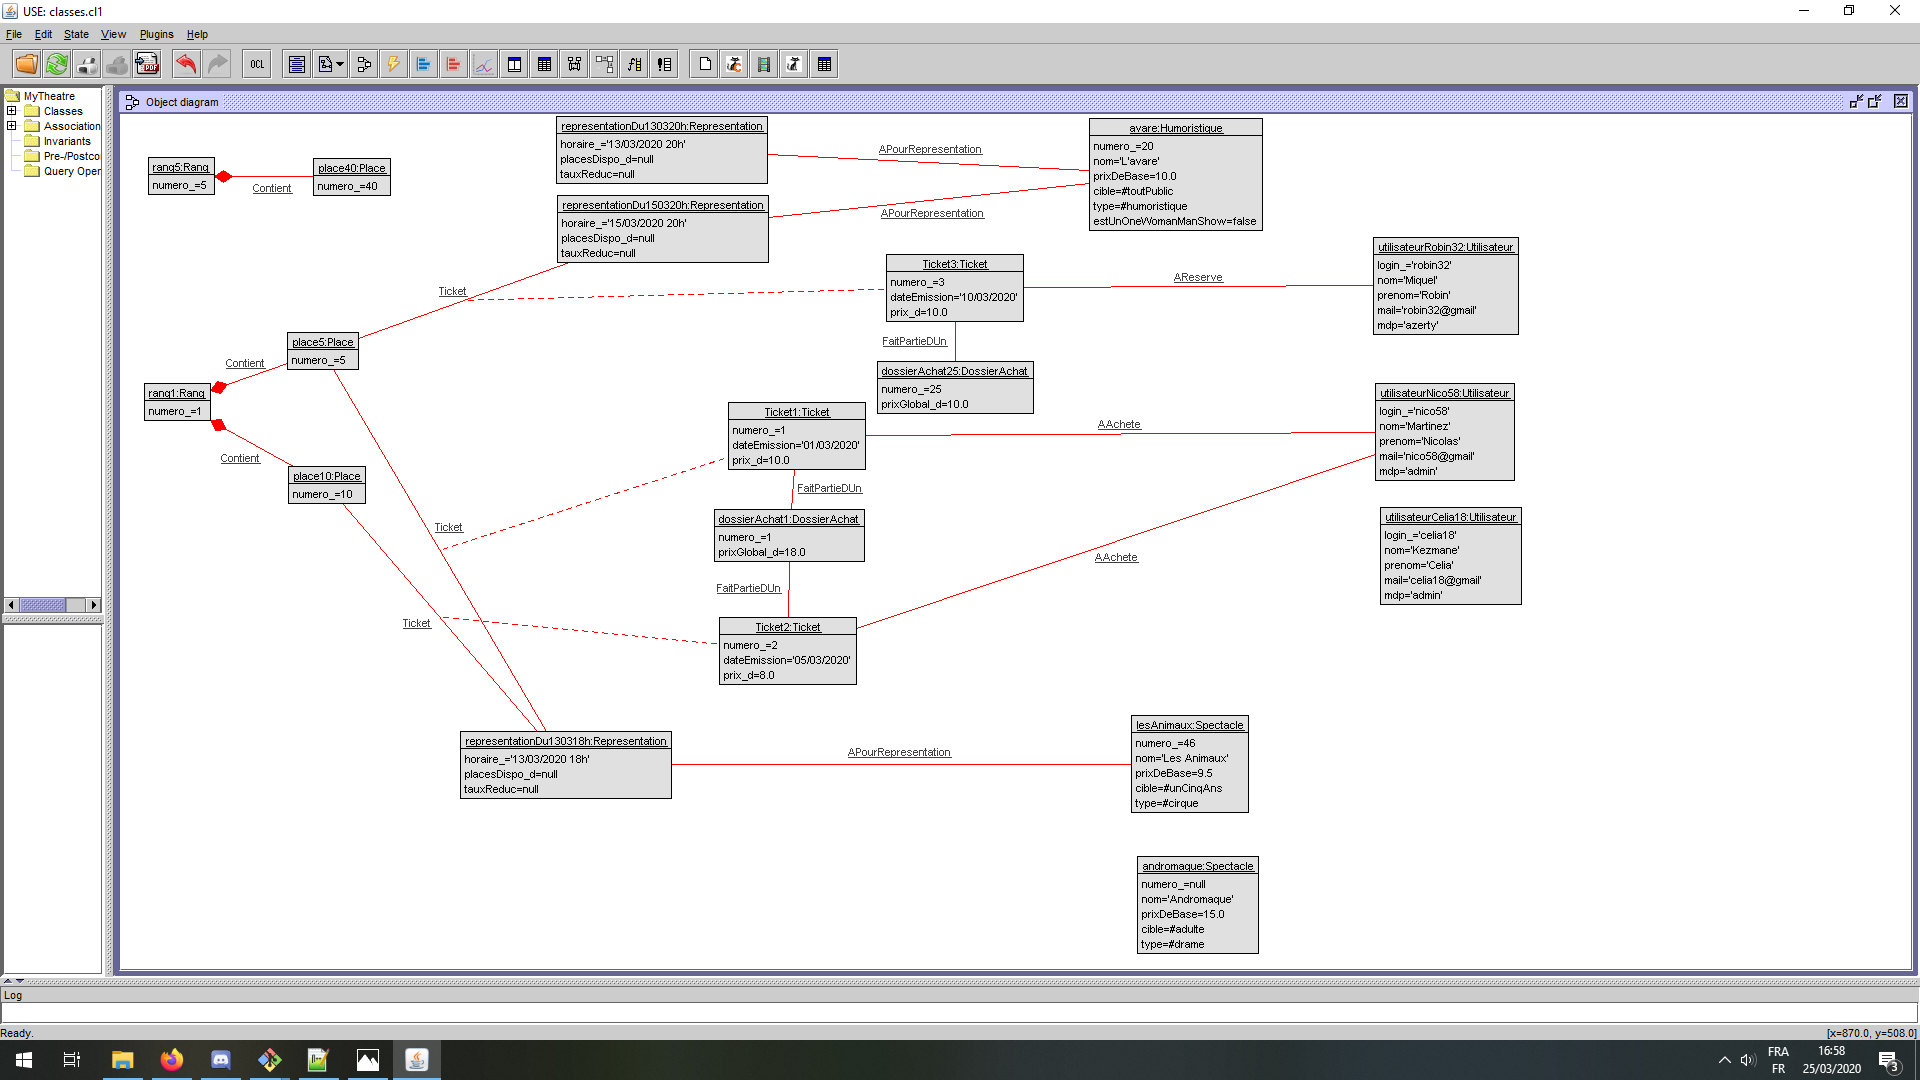 USE: classes.cl1
File Edit State View Plugins Help
OCL
MyTheatre
Classes
Association
Invariants
Pre-/Postco
Query Oper
Object diagram
representationDu130320h:Representation
horaire_='13/03/2020 20h'
placesDispo_d=null
tauxReduc=null
avare:Humoristique
numero_=20
nom='L'avare'
prixDeBase=10.0
cible=#toutPublic
type=#humoristique
estUnOneWomanManShow=false
APourRepresentation
rang5:Rang
numero_=5
Contient
place40:Place
numero_=40
representationDu150320h:Representation
horaire_='15/03/2020 20h'
placesDispo_d=null
tauxReduc=null
APourRepresentation
utilisateurRobin32:Utilisateur
login_='robin32'
nom='Miquel'
prenom='Robin'
mail='robin32@gmail'
mdp='azerty'
Ticket3:Ticket
numero_=3
dateEmission='10/03/2020'
prix_d=10.0
AReserve
Ticket
FaitPartieDUn
place5:Place
numero_=5
Contient
dossierAchat25:DossierAchat
numero_=25
prixGlobal_d=10.0
rang1:Rang
numero_=1
Contient
utilisateurNico58:Utilisateur
login_='nico58'
nom='Martinez'
prenom='Nicolas'
mail='nico58@gmail'
mdp='admin'
Ticket1:Ticket
numero_=1
dateEmission='01/03/2020'
prix_d=10.0
AAchete
place10:Place
numero_=10
FaitPartieDUn
Ticket
dossierAchat1:DossierAchat
numero_=1
prixGlobal_d=18.0
utilisateurCelia18:Utilisateur
login_='celia18'
nom='Kezmane'
prenom='Celia'
mail='celia18@gmail'
mdp='admin'
AAchete
FaitPartieDUn
Ticket
Ticket2:Ticket
numero_=2
dateEmission='05/03/2020'
prix_d=8.0
representationDu130318h:Representation
horaire_='13/03/2020 18h'
placesDispo_d=null
tauxReduc=null
APourRepresentation
lesAnimaux:Spectacle
numero_=46
nom='Les Animaux'
prixDeBase=9.5
cible=#unCinqAns
type=#cirque
andromaque:Spectacle
numero_=null
nom='Andromaque'
prixDeBase=15.0
cible=#adulte
type=#drame
Log
Ready.
[x=870.0, y=508.0]
FRA
FR
16:58
25/03/2020
3